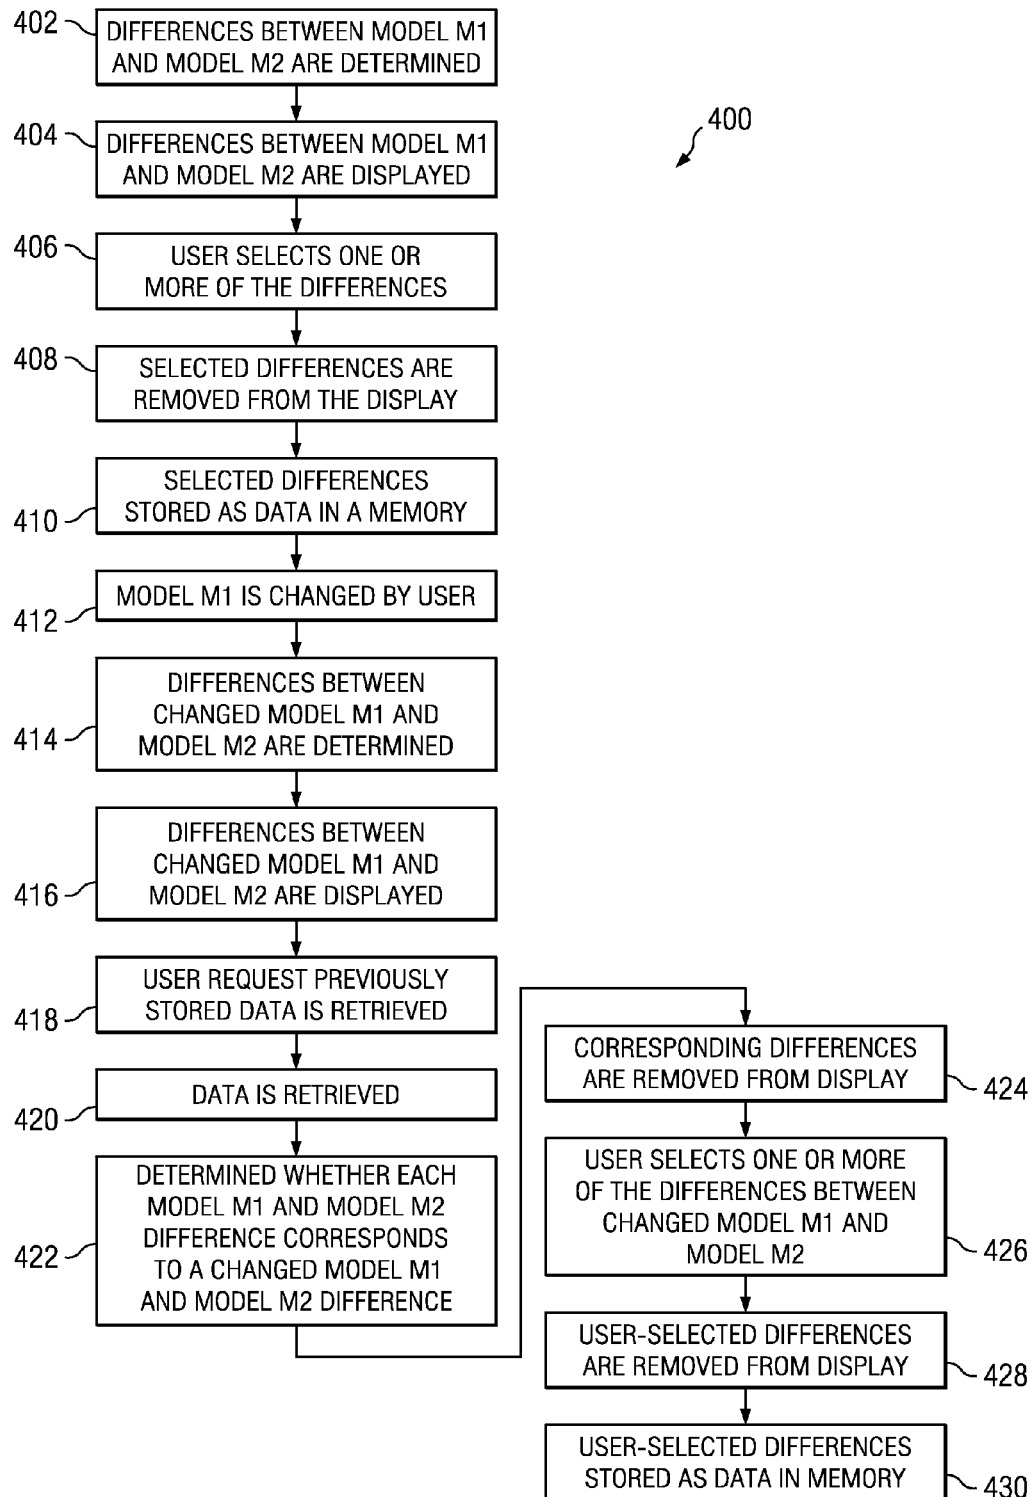 402
DIFFERENCES BETWEEN MODEL M1
AND MODEL M2 ARE DETERMINED
400
404
DIFFERENCES BETWEEN MODEL M1
AND MODEL M2 ARE DISPLAYED
406
USER SELECTS ONE OR
MORE OF THE DIFFERENCES
408
SELECTED DIFFERENCES ARE
REMOVED FROM THE DISPLAY
SELECTED DIFFERENCES
STORED AS DATA IN A MEMORY
410
MODEL M1 IS CHANGED BY USER
412
DIFFERENCES BETWEEN
CHANGED MODEL M1 AND
MODEL M2 ARE DETERMINED
414
DIFFERENCES BETWEEN
CHANGED MODEL M1 AND
MODEL M2 ARE DISPLAYED
416
USER REQUEST PREVIOUSLY
STORED DATA IS RETRIEVED
418
DATA IS RETRIEVED
420
DETERMINED WHETHER EACH
MODEL M1 AND MODEL M2
DIFFERENCE CORRESPONDS
TO A CHANGED MODEL M1
AND MODEL M2 DIFFERENCE
422
CORRESPONDING DIFFERENCES
ARE REMOVED FROM DISPLAY
424
USER SELECTS ONE OR MORE
OF THE DIFFERENCES BETWEEN
CHANGED MODEL M1 AND
MODEL M2
426
USER-SELECTED DIFFERENCES
ARE REMOVED FROM DISPLAY
428
USER-SELECTED DIFFERENCES
STORED AS DATA IN MEMORY
430